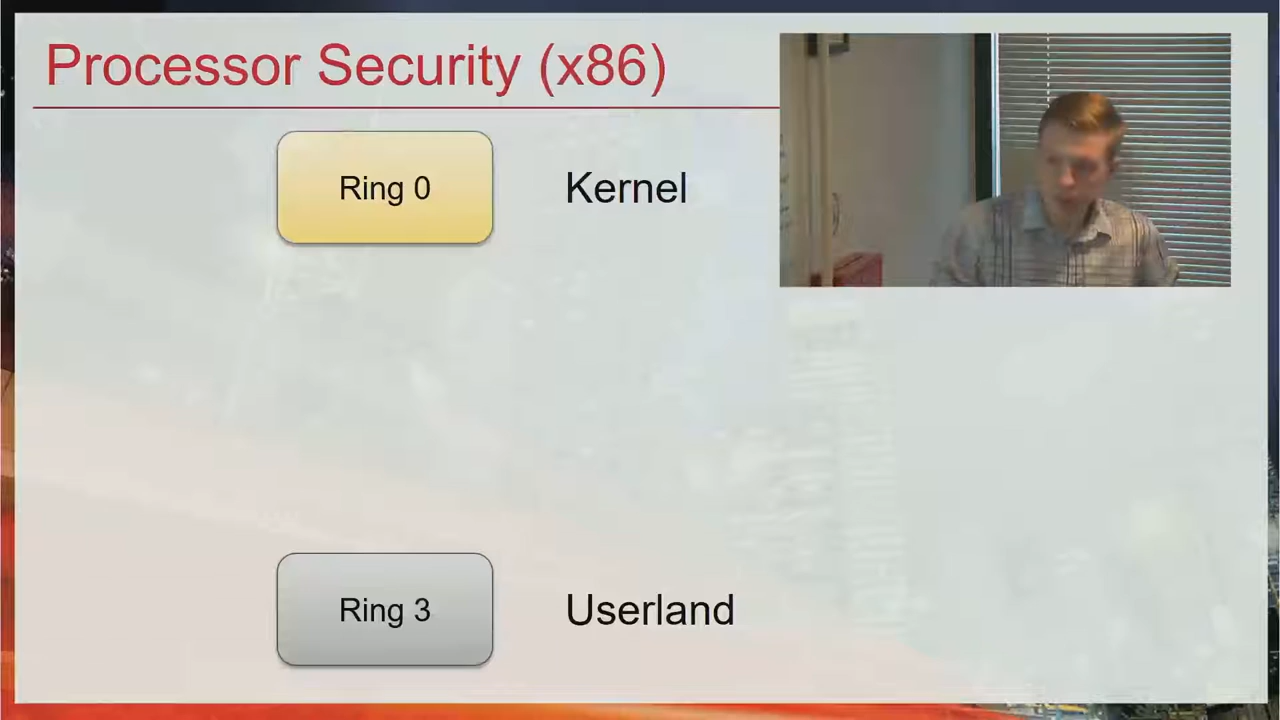 Processor Security (x86)
Ring 0
Kernel
Ring 3
Userland